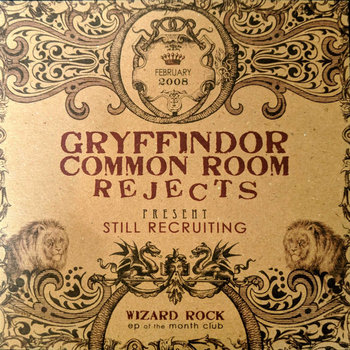 FEBRUARY
2008
GRYFFINDOR
COMMON ROOM
REJECTS
PRESENT
STILL RECRUITING
WIZARD ROCK
ep of the month club